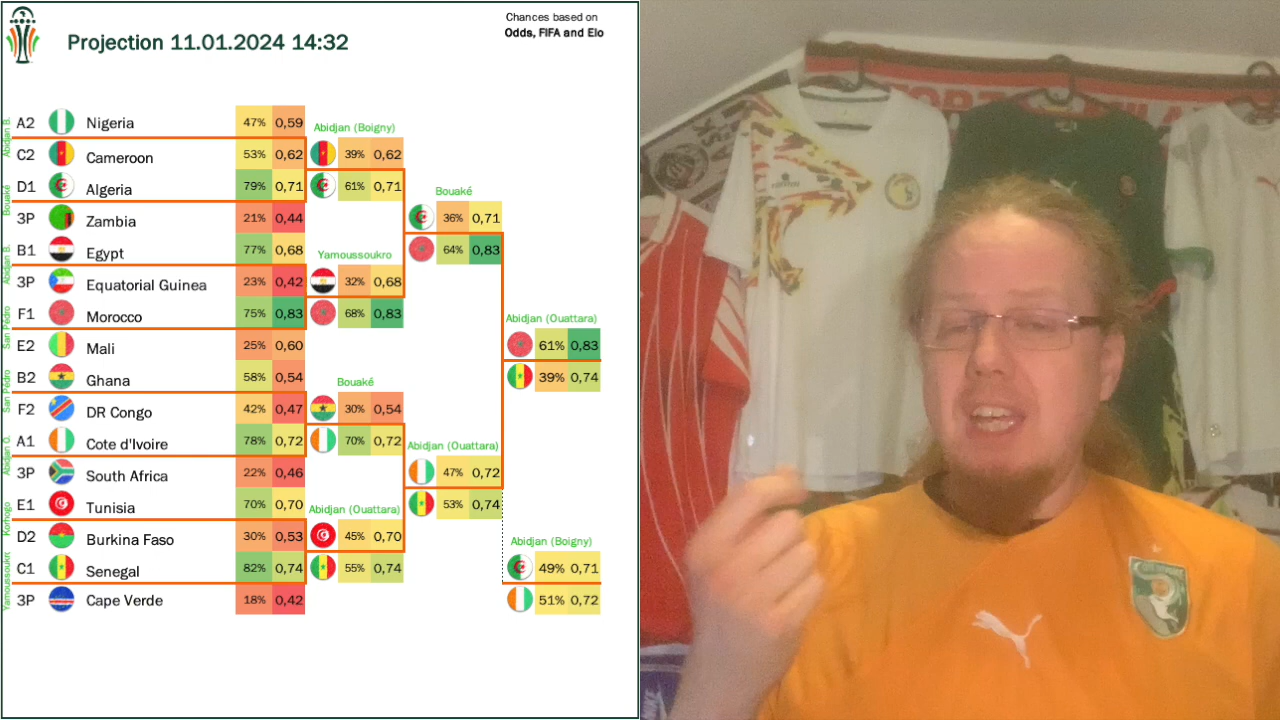 Projection 11.01.2024 14:32
Chances based on
Odds, FIFA and Elo
A2 Nigeria 47% 0,59
C2 Cameroon 53% 0,62
D1 Algeria 79% 0,71
3P Zambia 21% 0,44
B1 Egypt 77% 0,68
3P Equatorial Guinea 23% 0,42
F1 Morocco 75% 0,83
E2 Mali 25% 0,60
B2 Ghana 58% 0,54
F2 DR Congo 42% 0,47
A1 Cote d'Ivoire 78% 0,72
3P South Africa 22% 0,46
E1 Tunisia 70% 0,70
D2 Burkina Faso 30% 0,53
C1 Senegal 82% 0,74
3P Cape Verde 18% 0,42
Abidjan B.
Bouaké
Abidjan B.
San Pédro
San Pédro
Abidjan O.
Korhogo
Abidjan (Boigny)
39% 0,62
61% 0,71
Yamoussoukro
32% 0,68
68% 0,83
Bouaké
30% 0,54
70% 0,72
Abidjan (Ouattara)
45% 0,70
55% 0,74
Bouaké
36% 0,71
64% 0,83
Abidjan (Ouattara)
47% 0,72
53% 0,74
Abidjan (Ouattara)
61% 0,83
39% 0,74
Abidjan (Boigny)
49% 0,71
51% 0,72